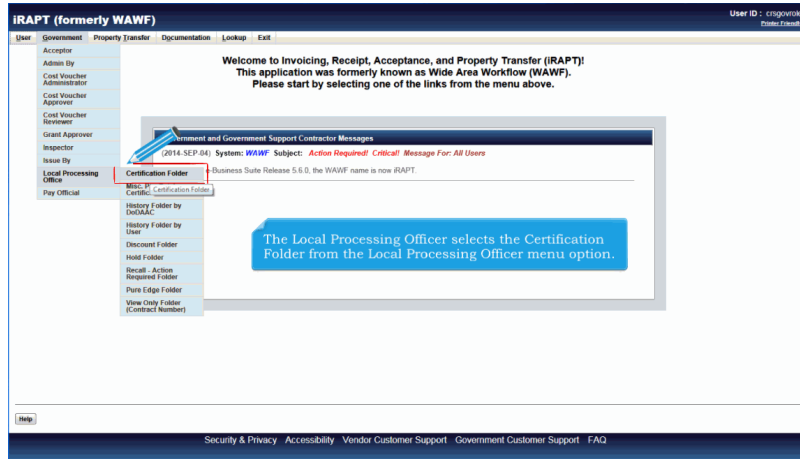 iRAPT (formerly WAWF)
User ID : crsgovrol
Printer Friend
User Government Property Transfer Documentation Lookup Exit
Acceptor
Admin By
Cost Voucher
Administrator
Cost Voucher
Approver
Cost Voucher
Reviewer
Grant Approver
Inspector
Issue By
Local Processing
Office
Pay Official
Certification Folder
Misc. P
Certific
Certification Folder
History Folder by
DoDAAC
History Folder by
User
Discount Folder
Hold Folder
Recall - Action
Required Folder
Pure Edge Folder
View Only Folder
(Contract Number)
Welcome to Invoicing, Receipt, Acceptance, and Property Transfer (iRAPT)!
This application was formerly known as Wide Area Workflow (WAWF).
Please start by selecting one of the links from the menu above.
ernment and Government Support Contractor Messages
(2014-SEP-04) System: WAWF Subject: Action Required! Critical! Message For: All Users
e-Business Suite Release 5.6.0, the WAWF name is now iRAPT.
The Local Processing Officer selects the Certification
Folder from the Local Processing Officer menu option.
Help
Security & Privacy Accessibility Vendor Customer Support Government Customer Support FAQ